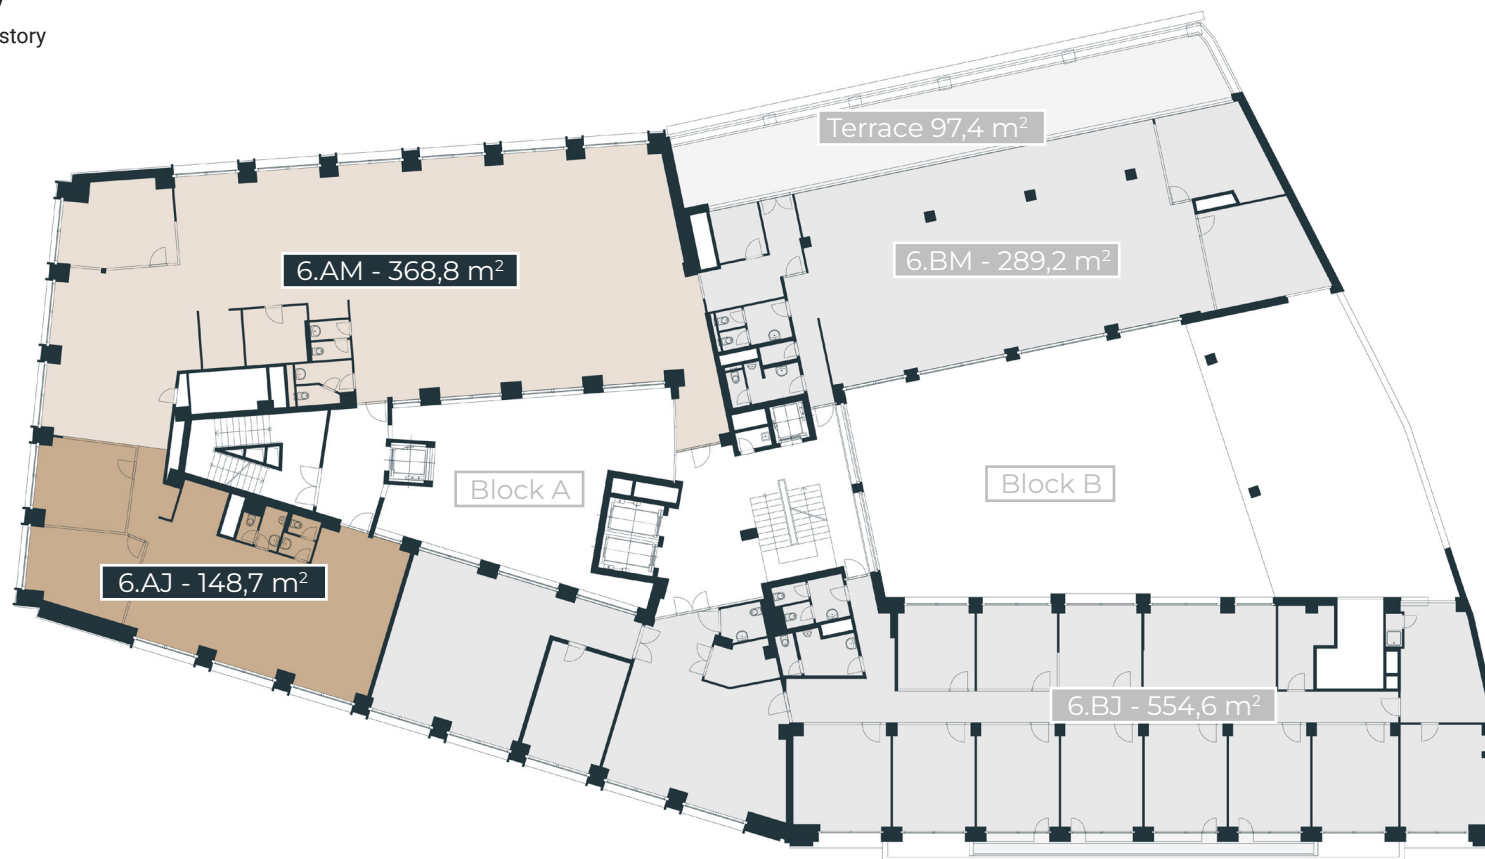 story
Terrace 97,4 m²
6.AM - 368,8 m²
6.BM - 289,2 m²
Block A
Block B
6.AJ - 148,7 m²
6.BJ - 554,6 m²